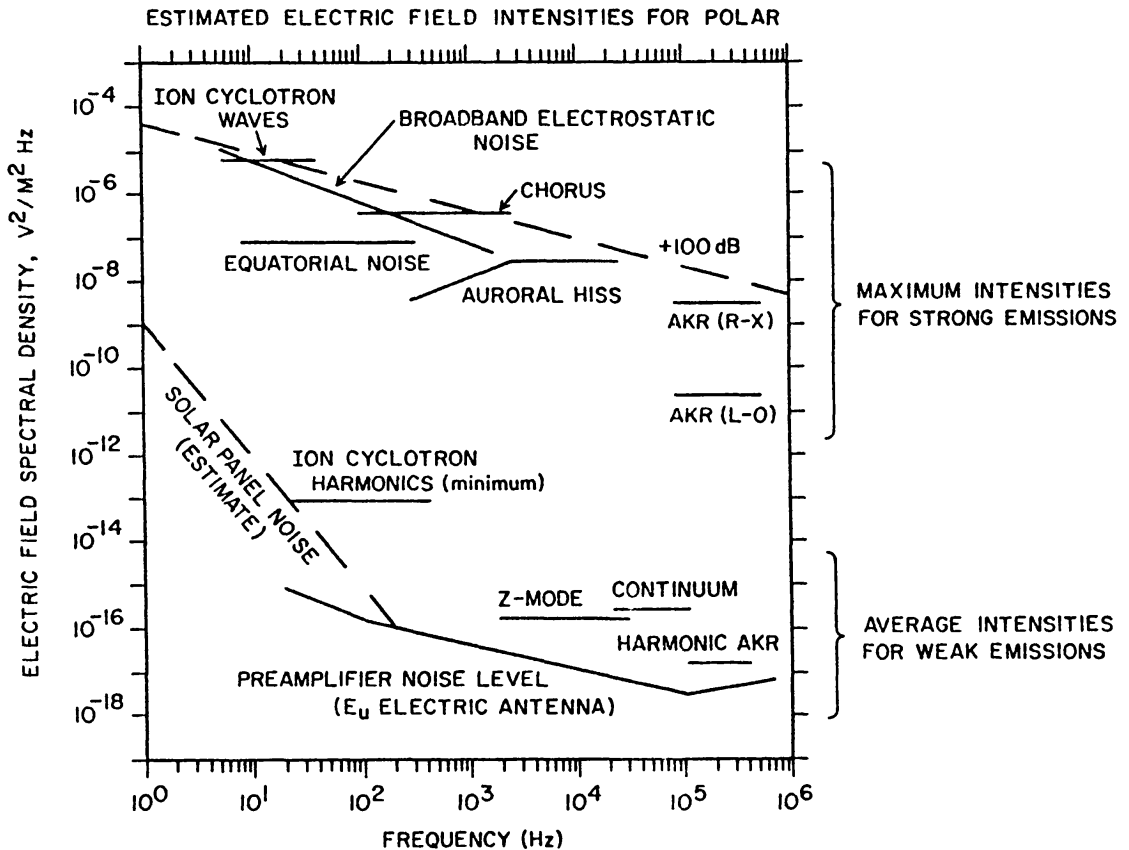 ESTIMATED ELECTRIC FIELD INTENSITIES FOR POLAR
ELECTRIC FIELD SPECTRAL DENSITY, V²/M² Hz
10⁻⁴
10⁻⁶
10⁻⁸
10⁻¹⁰
10⁻¹²
10⁻¹⁴
10⁻¹⁶
10⁻¹⁸
ION CYCLOTRON
WAVES
BROADBAND ELECTROSTATIC
NOISE
CHORUS
EQUATORIAL NOISE
+100 dB
AURORAL HISS
AKR (R-X)
AKR (L-O)
MAXIMUM INTENSITIES
FOR STRONG EMISSIONS
SOLAR PANEL NOISE
(ESTIMATE)
ION CYCLOTRON
HARMONICS (minimum)
Z-MODE
CONTINUUM
HARMONIC AKR
PREAMPLIFIER NOISE LEVEL
(Eᵤ ELECTRIC ANTENNA)
AVERAGE INTENSITIES
FOR WEAK EMISSIONS
10⁰ 10¹ 10² 10³ 10⁴ 10⁵ 10⁶
FREQUENCY (Hz)